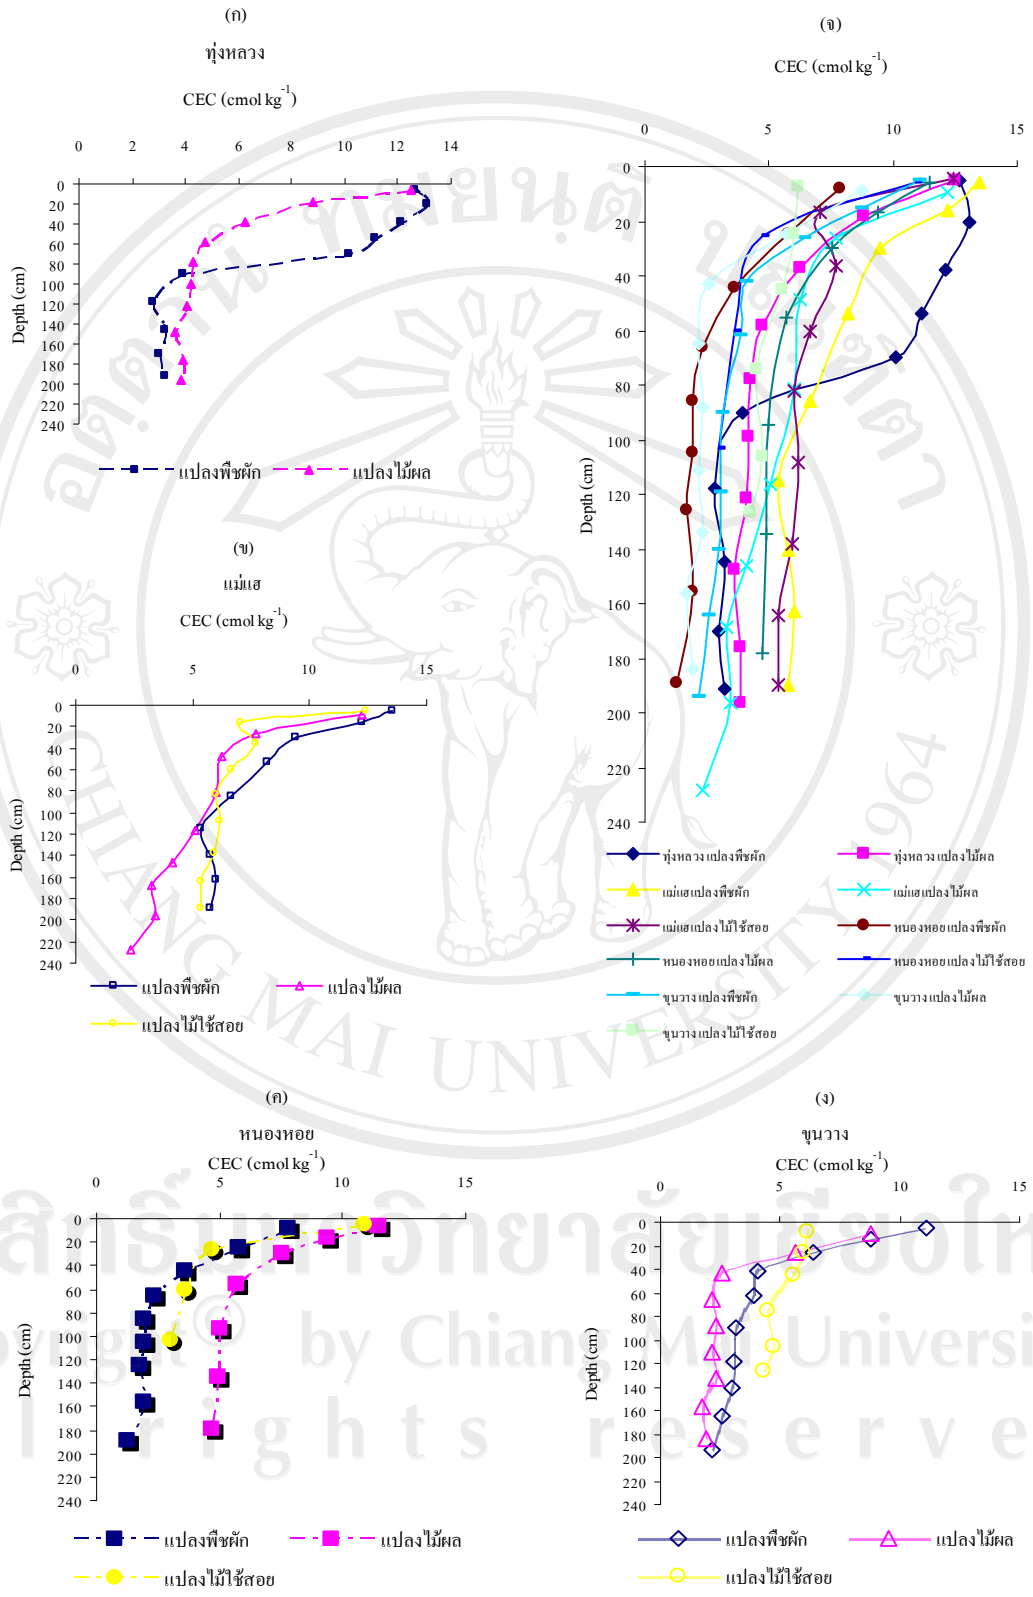 (ก)
ทุ่งหลวง
CEC (cmol kg-1)
0 2 4 6 8 10 12 14
0
20
40
60
80
100
120
140
160
180
200
220
240
Depth (cm)
แปลงพืชผัก แปลงไม้ผล
(ข)
แม่แฮ
CEC (cmol kg-1)
0 5 10 15
0
20
40
60
80
100
120
140
160
180
200
220
240
Depth (cm)
แปลงพืชผัก แปลงไม้ผล
แปลงไม้ใช้สอย
(จ)
CEC (cmol kg-1)
0 5 10 15
0
20
40
60
80
100
120
140
160
180
200
220
240
Depth (cm)
ทุ่งหลวงแปลงพืชผัก ทุ่งหลวงแปลงไม้ผล
แม่แฮแปลงพืชผัก แม่แฮแปลงไม้ผล
แม่แฮแปลงไม้ใช้สอย หนองหอยแปลงพืชผัก
หนองหอยแปลงไม้ผล หนองหอยแปลงไม้ใช้สอย
ขุนวางแปลงพืชผัก ขุนวางแปลงไม้ผล
ขุนวางแปลงไม้ใช้สอย
(ค)
หนองหอย
CEC (cmol kg-1)
0 5 10 15
0
20
40
60
80
100
120
140
160
180
200
220
240
Depth (cm)
แปลงพืชผัก แปลงไม้ผล
แปลงไม้ใช้สอย
(ง)
ขุนวาง
CEC (cmol kg-1)
0 5 10 15
0
20
40
60
80
100
120
140
160
180
200
220
240
Depth (cm)
แปลงพืชผัก แปลงไม้ผล
แปลงไม้ใช้สอย
CHIANG MAI UNIVERSITY 1964
by Chiang Mai Universi
rights reserve